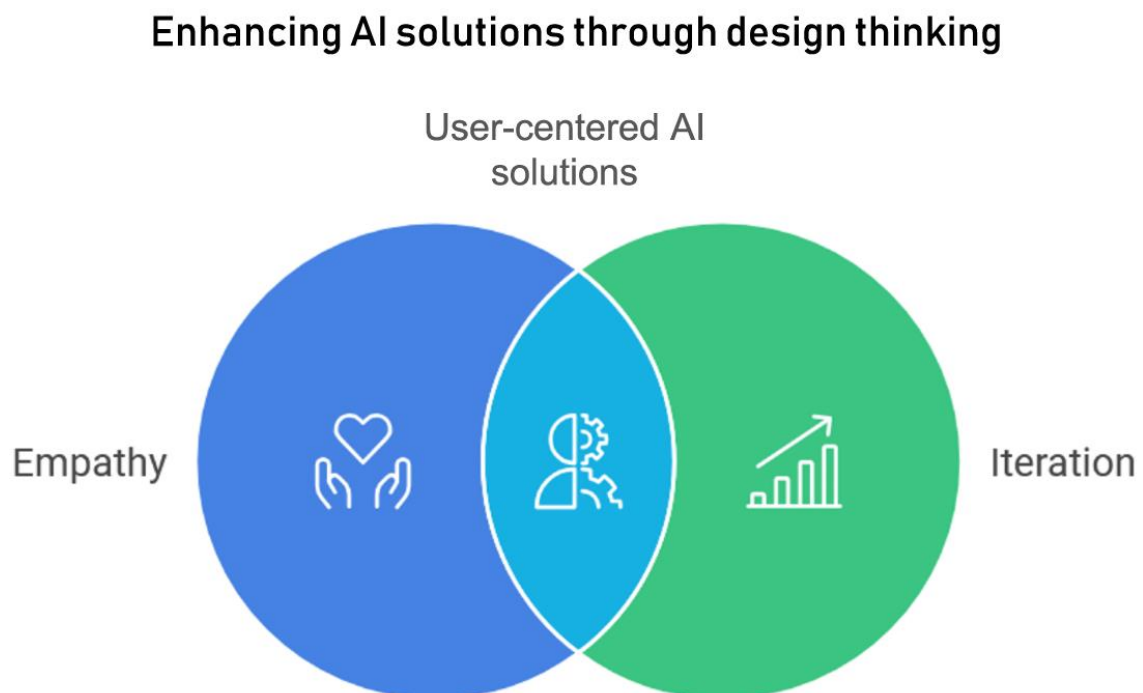 Enhancing AI solutions through design thinking
User-centered AI
solutions
Empathy
Iteration